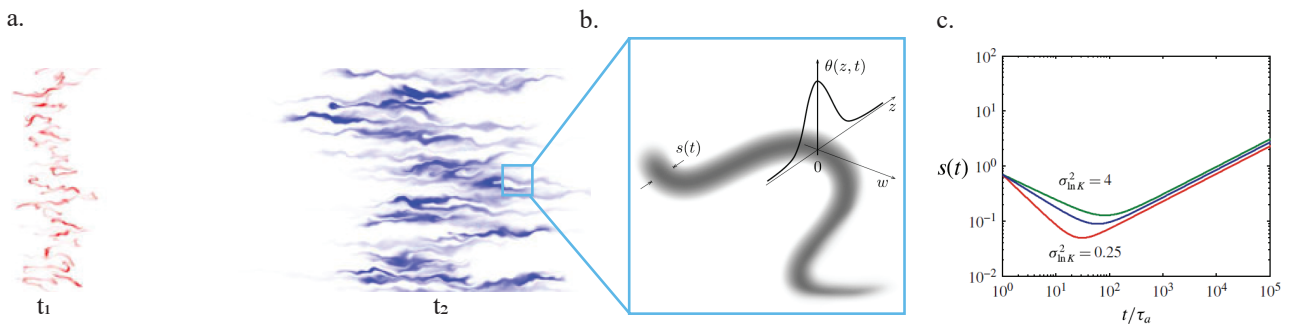 a.
t₁
t₂
b.
θ(z, t)
z
s(t)
0
w
c.
s(t)
10²
10¹
10⁰
10⁻¹
10⁻²
σ²ₗₙ K = 4
σ²ₗₙ K = 0.25
10⁰ 10¹ 10² 10³ 10⁴ 10⁵
t/τₐ